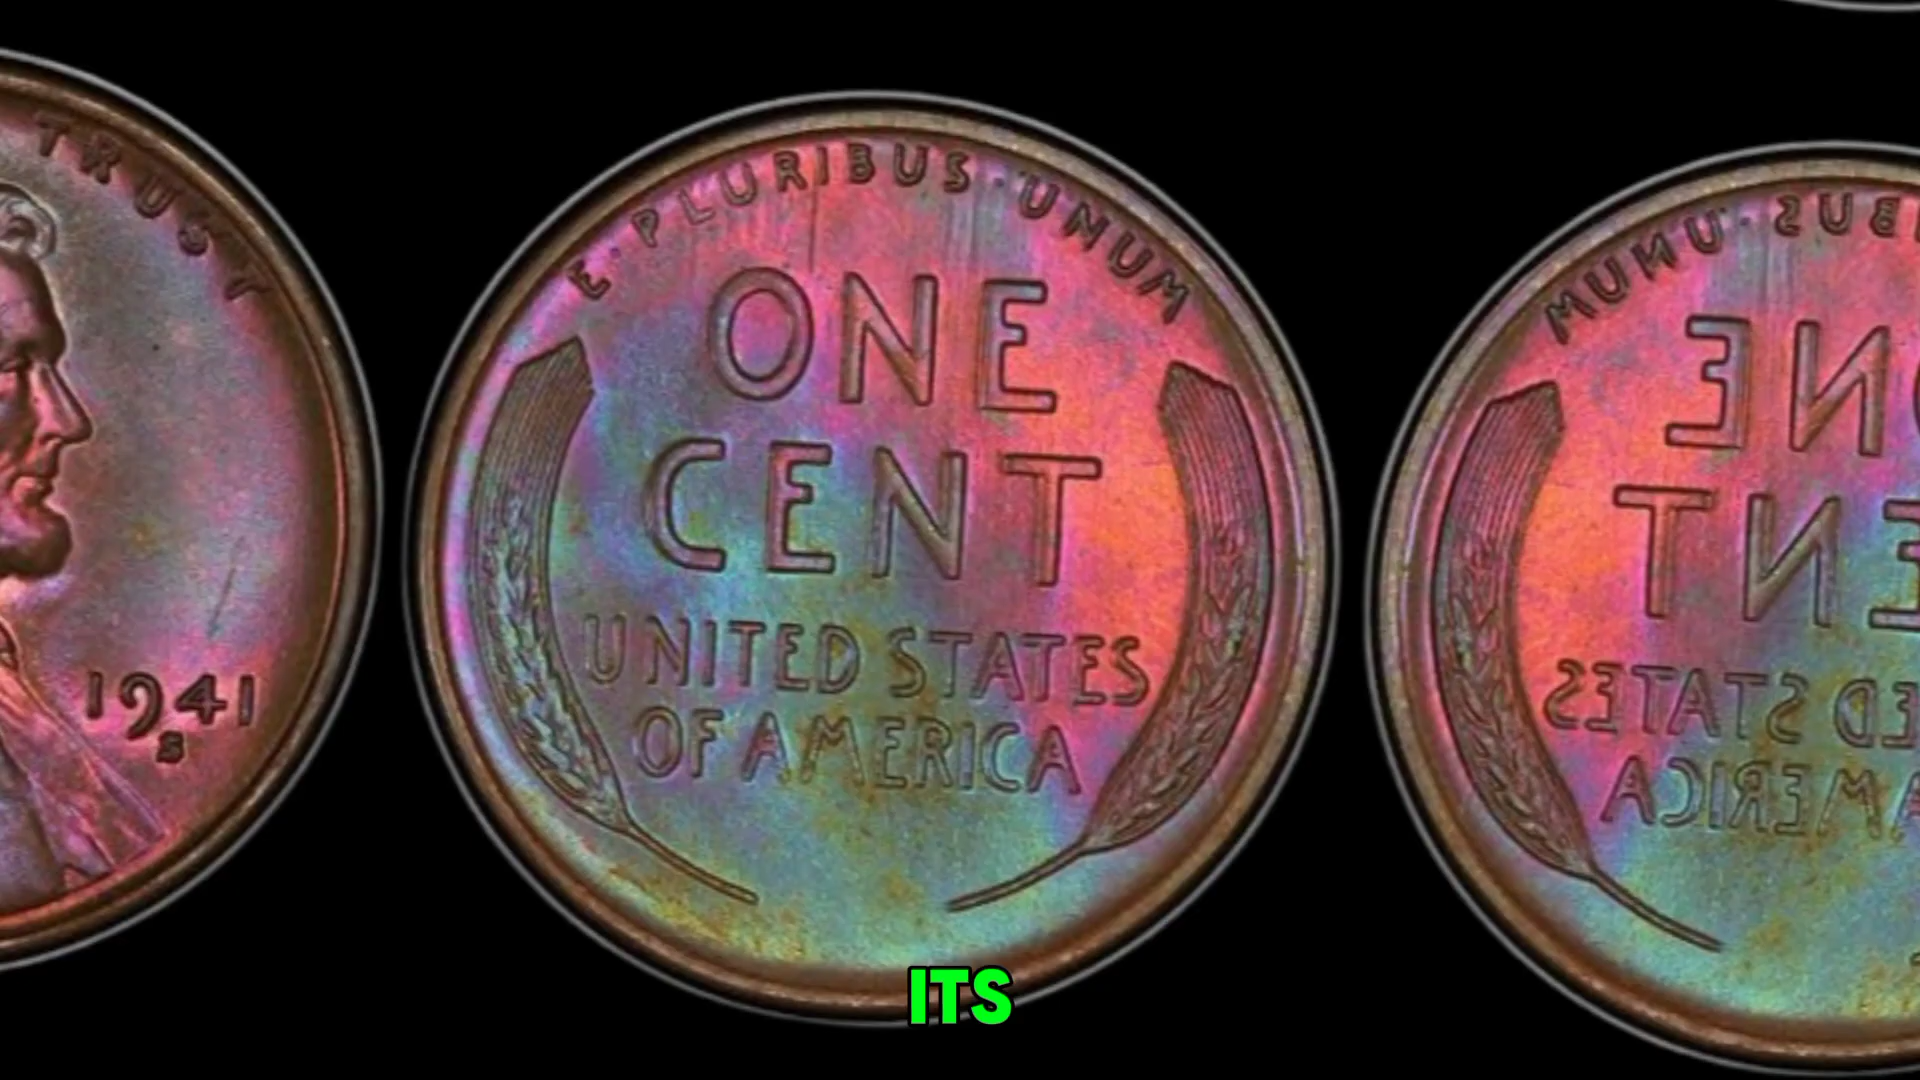 TRUST
1941
S
E·PLURIBUS·UNUM
ONE
CENT
UNITED STATES
OF AMERICA
ITS